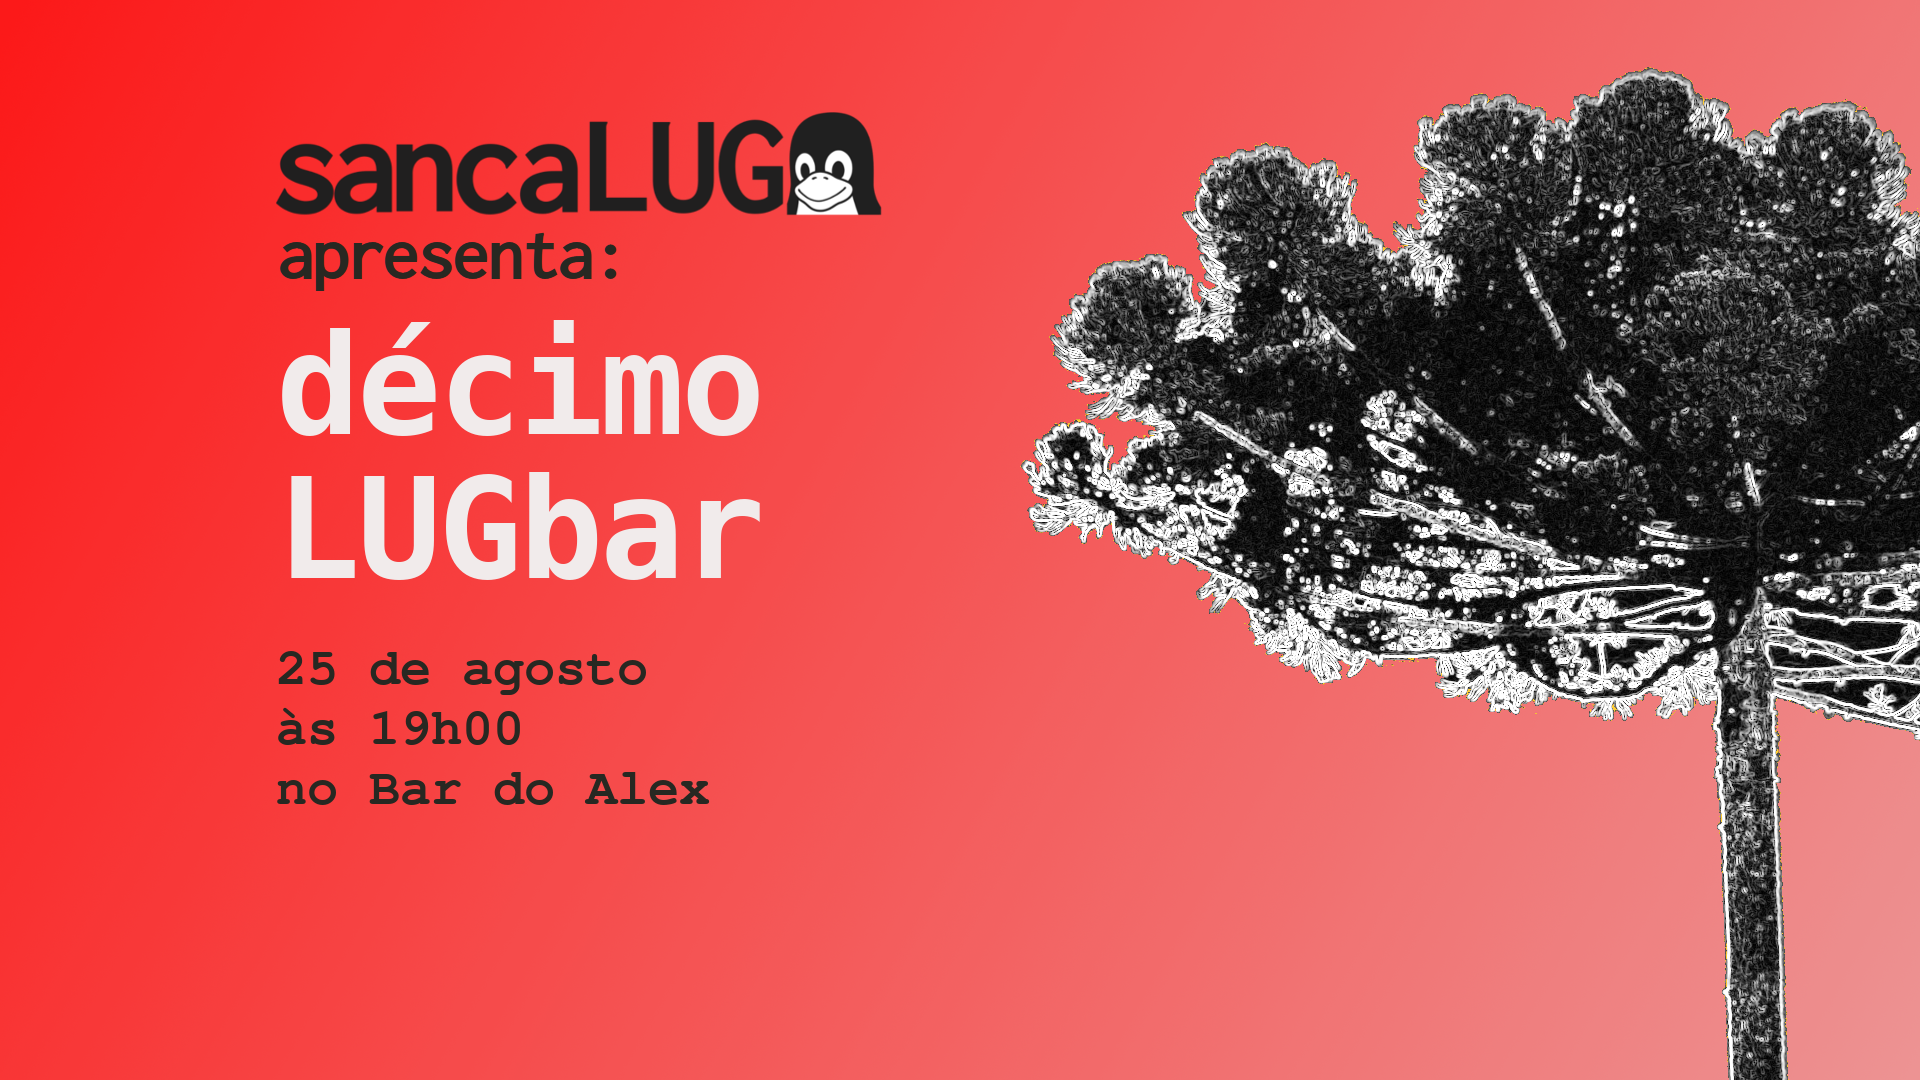 sancaLUG
apresenta:
décimo
LUGbar
25 de agosto
às 19h00
no Bar do Alex